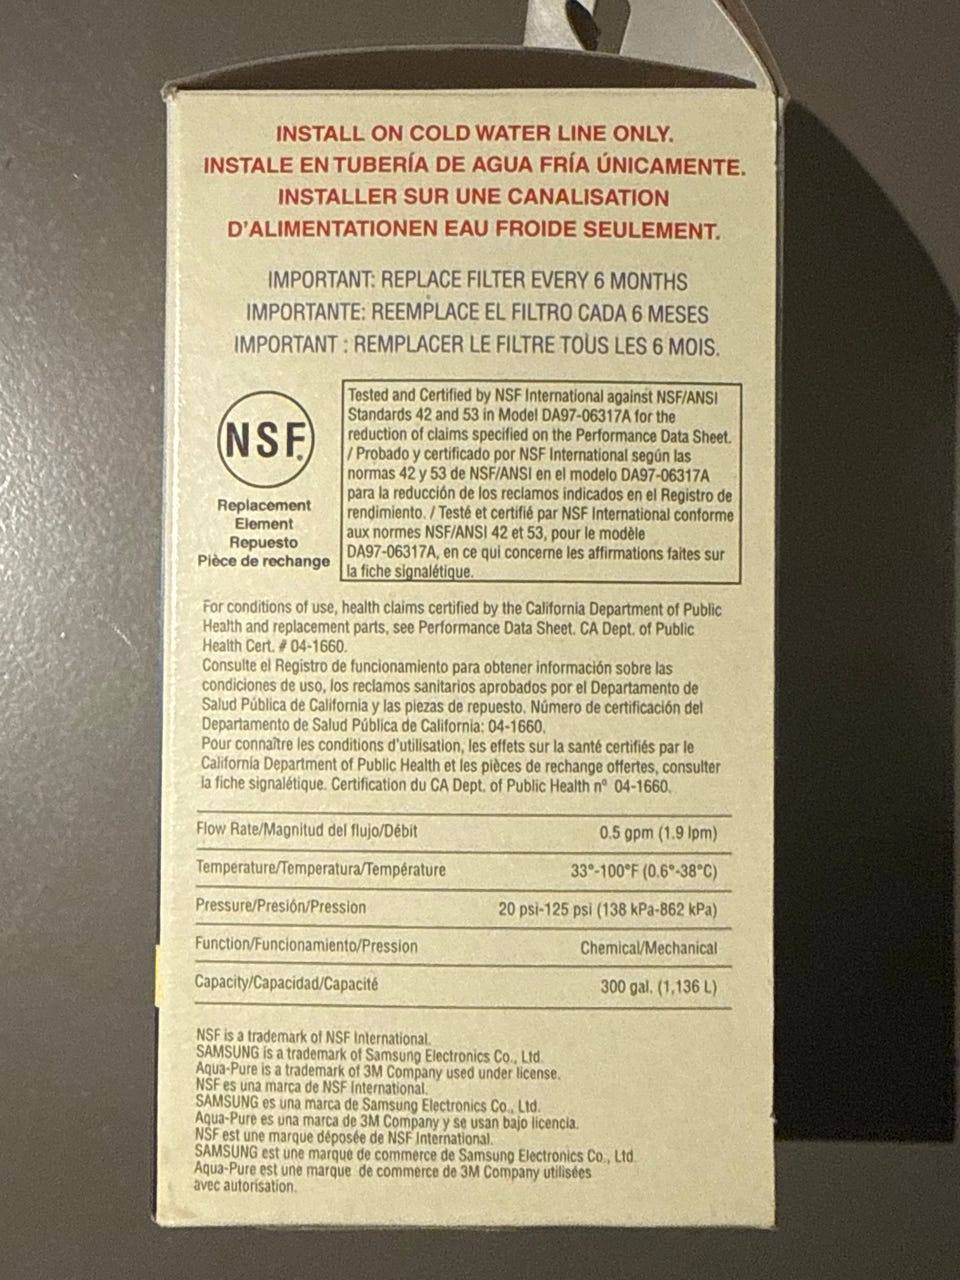 INSTALL ON COLD WATER LINE ONLY.
INSTALE EN TUBERÍA DE AGUA FRÍA ÚNICAMENTE.
INSTALLER SUR UNE CANALISATION
D'ALIMENTATIONEN EAU FROIDE SEULEMENT.
IMPORTANT: REPLACE FILTER EVERY 6 MONTHS
IMPORTANTE: REEMPLACE EL FILTRO CADA 6 MESES
IMPORTANT : REMPLACER LE FILTRE TOUS LES 6 MOIS.
NSF®
Replacement
Element
Repuesto
Pièce de rechange
Tested and Certified by NSF International against NSF/ANSI
Standards 42 and 53 in Model DA97-06317A for the
reduction of claims specified on the Performance Data Sheet.
/ Probado y certificado por NSF International según las
normas 42 y 53 de NSF/ANSI en el modelo DA97-06317A
para la reducción de los reclamos indicados en el Registro de
rendimiento. / Testé et certifié par NSF International conforme
aux normes NSF/ANSI 42 et 53, pour le modèle
DA97-06317A, en ce qui concerne les affirmations faites sur
la fiche signalétique.
For conditions of use, health claims certified by the California Department of Public
Health and replacement parts, see Performance Data Sheet. CA Dept. of Public
Health Cert. # 04-1660.
Consulte el Registro de funcionamiento para obtener información sobre las
condiciones de uso, los reclamos sanitarios aprobados por el Departamento de
Salud Pública de California y las piezas de repuesto. Número de certificación del
Departamento de Salud Pública de California: 04-1660.
Pour connaître les conditions d'utilisation, les effets sur la santé certifiés par le
California Department of Public Health et les pièces de rechange offertes, consulter
la fiche signalétique. Certification du CA Dept. of Public Health n° 04-1660.
Flow Rate/Magnitud del flujo/Débit 0.5 gpm (1.9 lpm)
Temperature/Temperatura/Température 33°-100°F (0.6°-38°C)
Pressure/Presión/Pression 20 psi-125 psi (138 kPa-862 kPa)
Function/Funcionamiento/Pression Chemical/Mechanical
Capacity/Capacidad/Capacité 300 gal. (1,136 L)
NSF is a trademark of NSF International.
SAMSUNG is a trademark of Samsung Electronics Co., Ltd.
Aqua-Pure is a trademark of 3M Company used under license.
NSF es una marca de NSF International.
SAMSUNG es una marca de Samsung Electronics Co., Ltd.
Aqua-Pure es una marca de 3M Company y se usan bajo licencia.
NSF est une marque déposée de NSF International.
SAMSUNG est une marque de commerce de Samsung Electronics Co., Ltd.
Aqua-Pure est une marque de commerce de 3M Company utilisées
avec autorisation.